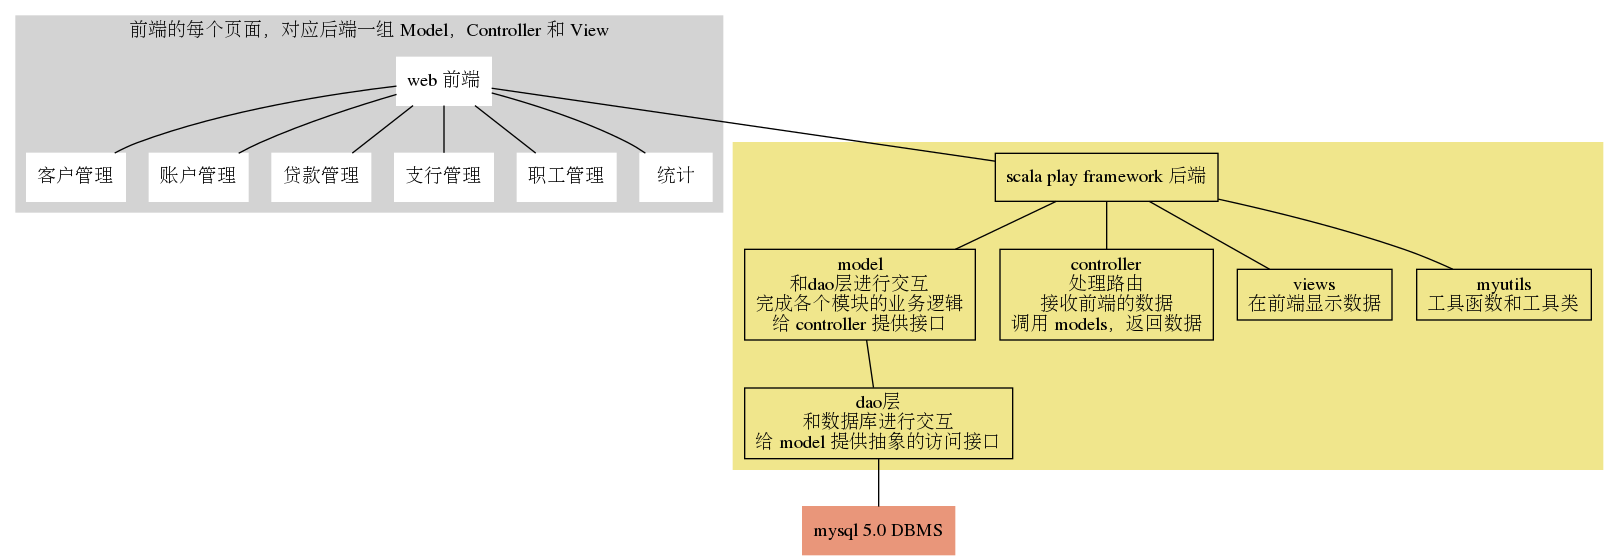 前端的每个页面，对应后端一组 Model，Controller 和 View
web 前端
客户管理
账户管理
贷款管理
支行管理
职工管理
统计
scala play framework 后端
model
和dao层进行交互
完成各个模块的业务逻辑
给 controller 提供接口
controller
处理路由
接收前端的数据
调用 models，返回数据
views
在前端显示数据
myutils
工具函数和工具类
dao层
和数据库进行交互
给 model 提供抽象的访问接口
mysql 5.0 DBMS